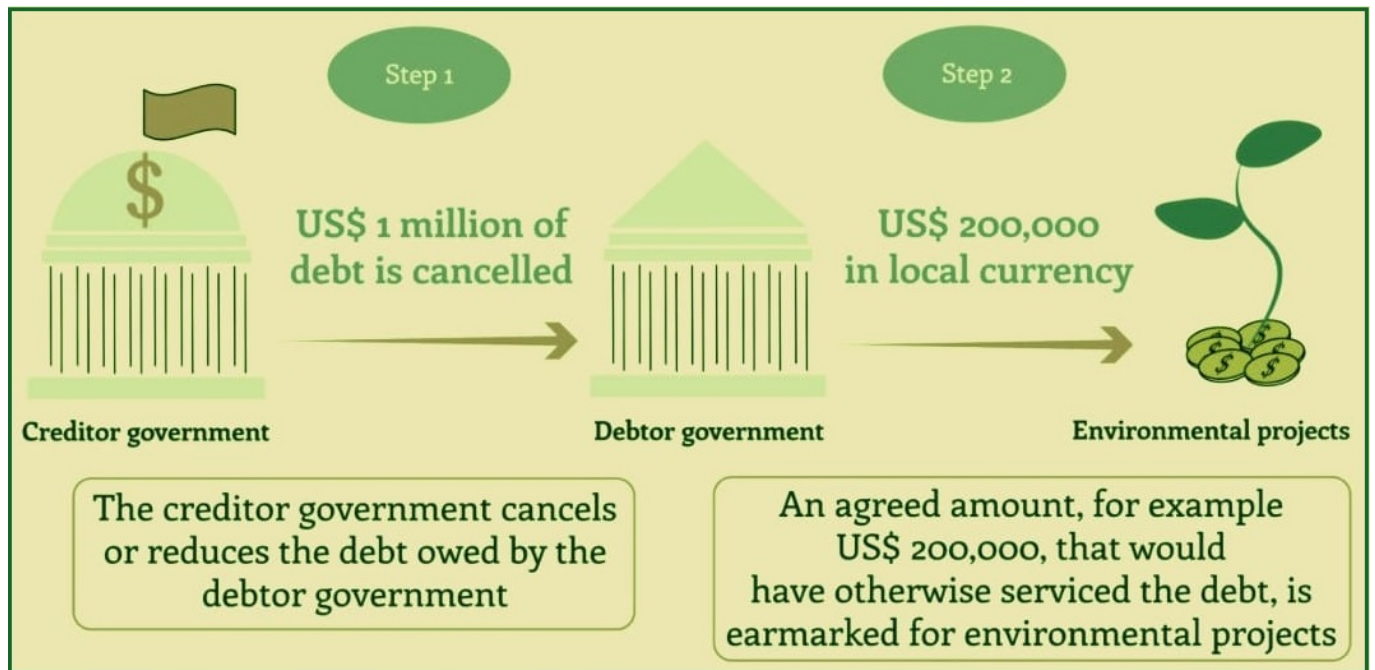 Step 1
Step 2
$
US$ 1 million of
debt is cancelled
US$ 200,000
in local currency
$
$
$
$
$
$
Creditor government
Debtor government
Environmental projects
The creditor government cancels
or reduces the debt owed by the
debtor government
An agreed amount, for example
US$ 200,000, that would
have otherwise serviced the debt, is
earmarked for environmental projects